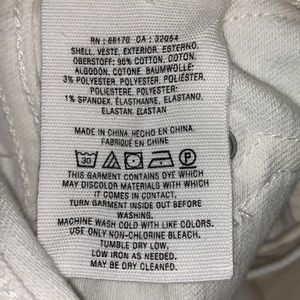 RN : 66170 CA : 32054
SHELL, VESTE, EXTERIOR, ESTERNO,
OBERSTOFF: 96% COTTON, COTON,
ALGODON, COTONE, BAUMWOLLE;
3% POLYESTER, POLYESTER, POLIESTER,
POLIESTERE, POLYESTER;
1% SPANDEX, ÉLASTHANNE, ELASTANO,
ELASTAN, ELASTAN.
MADE IN CHINA, HECHO EN CHINA,
FABRIQUÉ EN CHINE
30 P
THIS GARMENT CONTAINS DYE WHICH
MAY DISCOLOR MATERIALS WITH WHICH
IT COMES IN CONTACT.
TURN GARMENT INSIDE OUT BEFORE
WASHING.
MACHINE WASH COLD WITH LIKE COLORS.
USE ONLY NON-CHLORINE BLEACH.
TUMBLE DRY LOW.
LOW IRON AS NEEDED.
MAY BE DRY CLEANED.